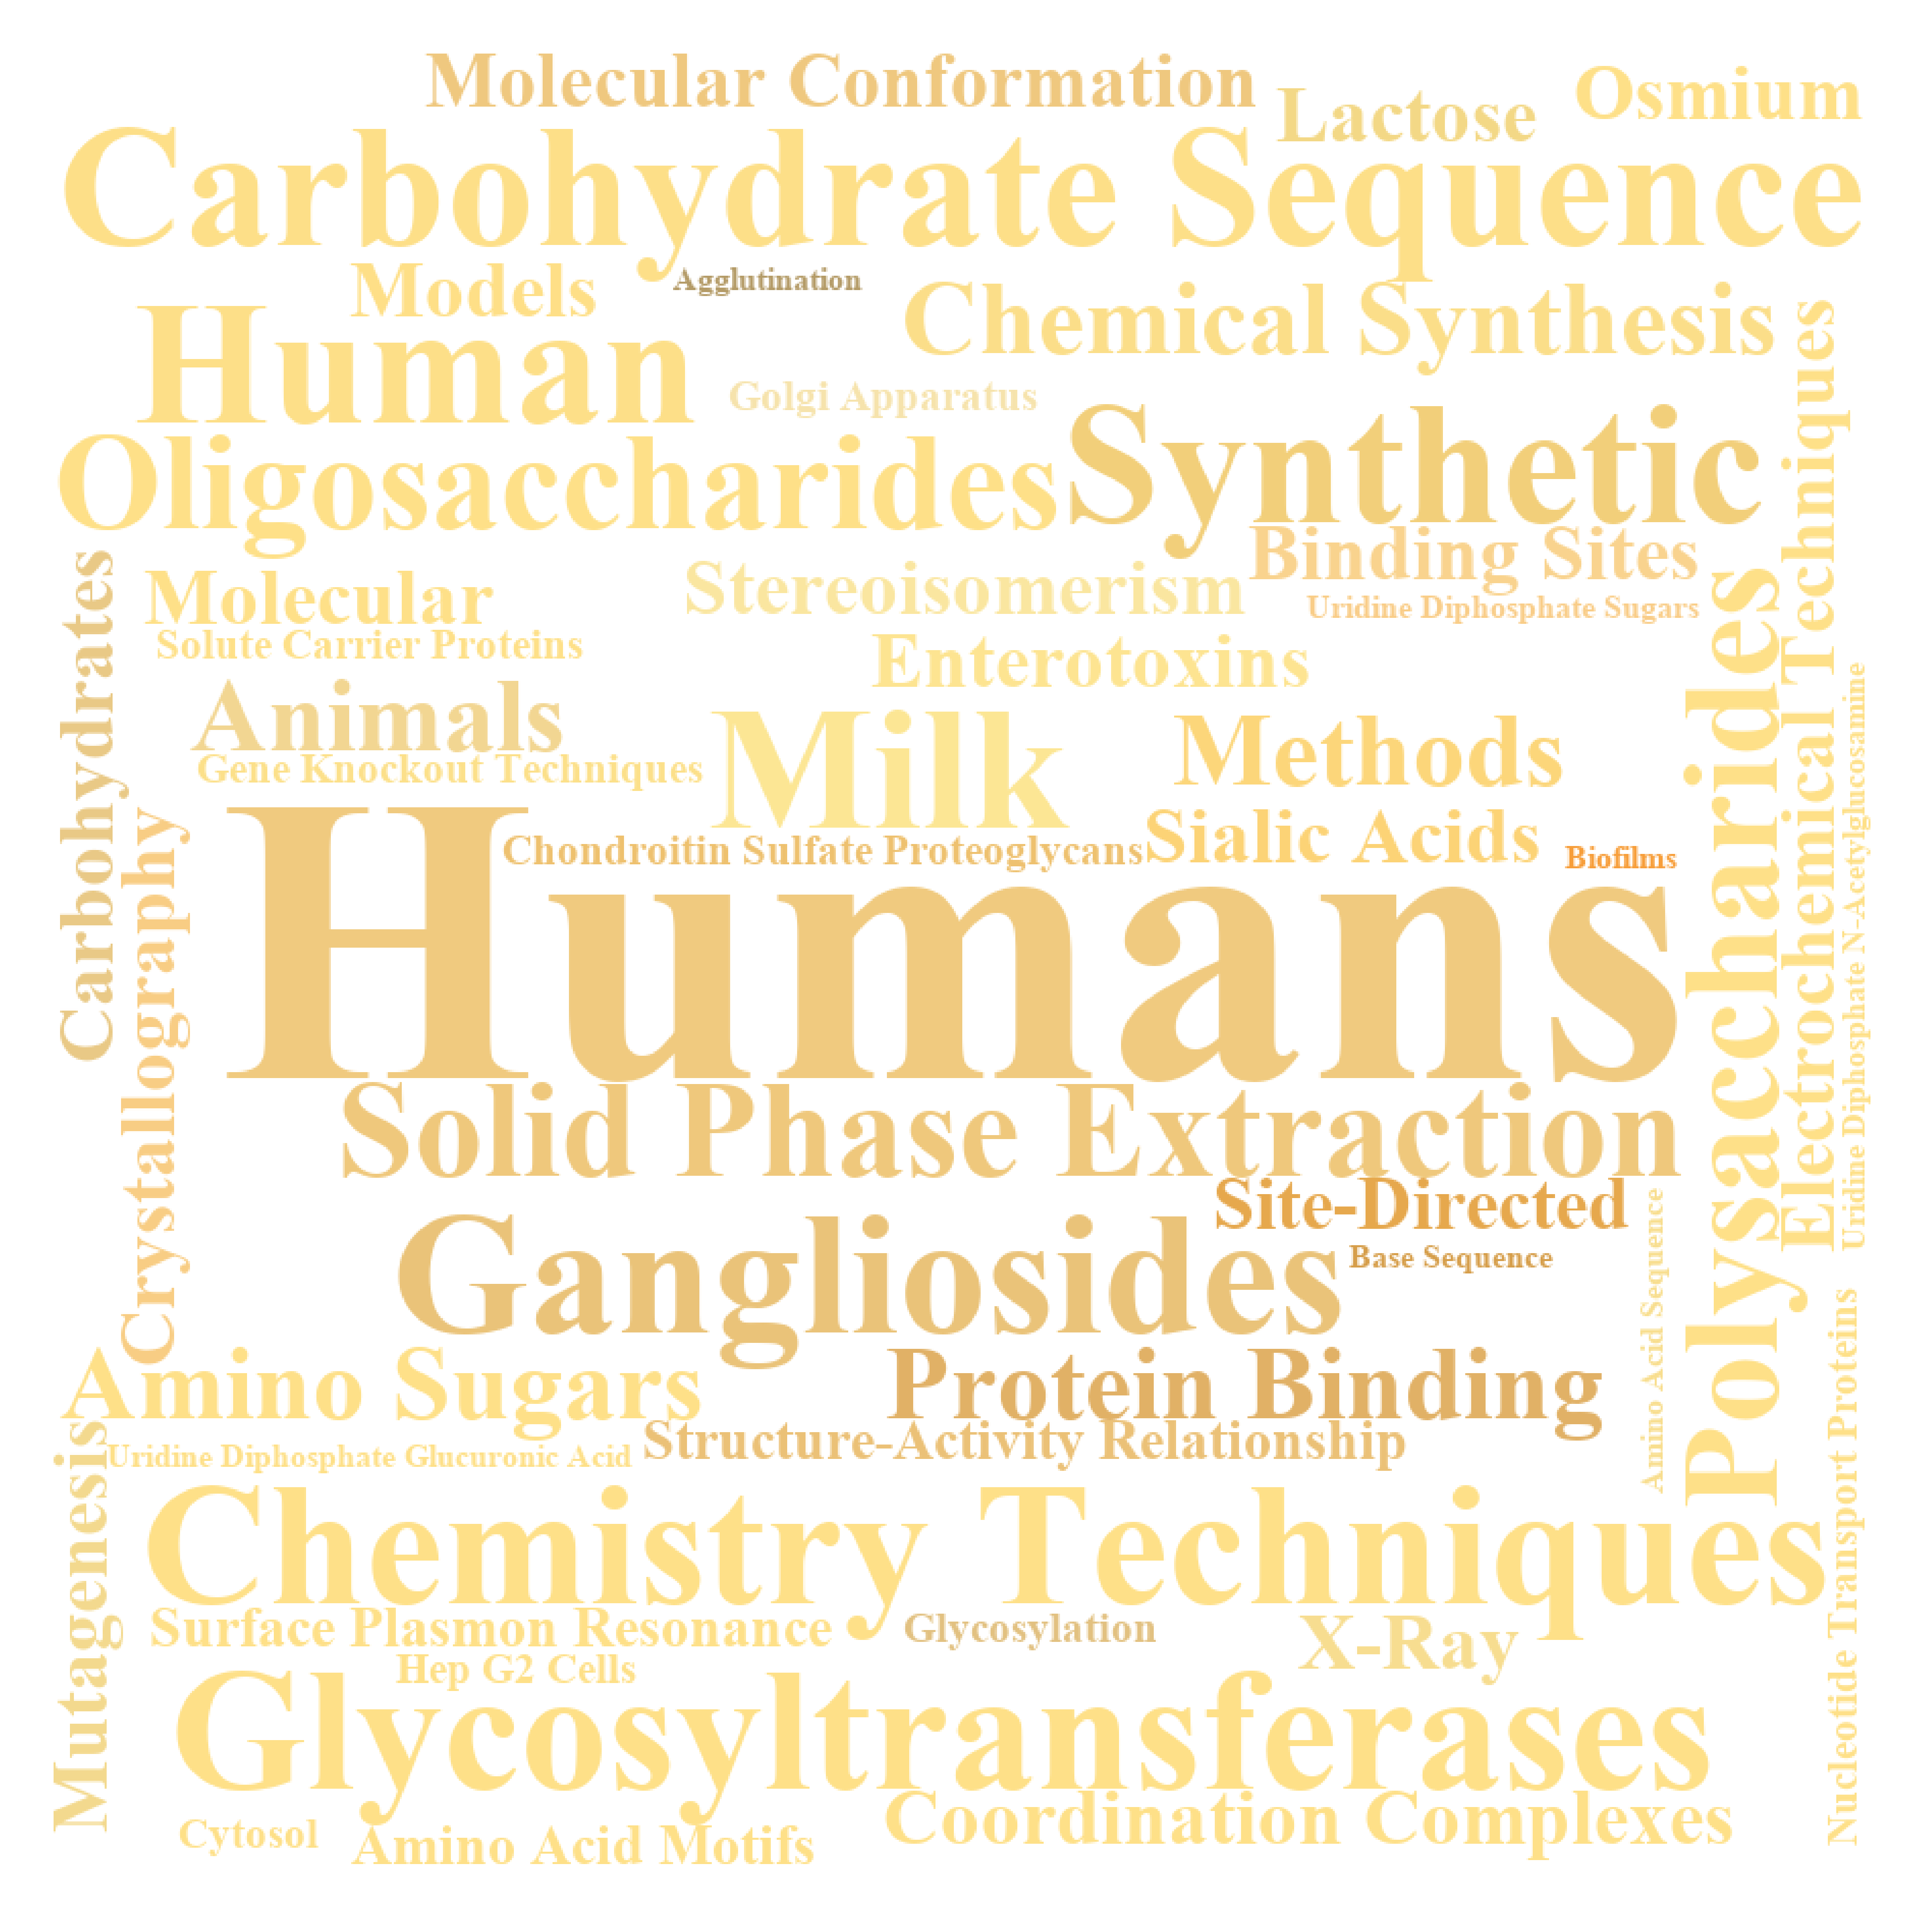 Molecular Conformation
Osmium
Lactose
Carbohydrate Sequence
Models
Agglutination
Chemical Synthesis
Human
Golgi Apparatus
Oligosaccharides
Synthetic
Electrochemical Techniques
Binding Sites
Stereoisomerism
Molecular
Uridine Diphosphate Sugars
Solute Carrier Proteins
Enterotoxins
Carbohydrates
Animals
Milk
Methods
Polysaccharides
Uridine Diphosphate N-Acetylglucosamine
Gene Knockout Techniques
Chondroitin Sulfate Proteoglycans
Sialic Acids
Biofilms
Crystallography
Humans
Solid Phase Extraction
Site-Directed
Gangliosides
Base Sequence
Amino Acid Sequence
Amino Sugars
Protein Binding
Structure-Activity Relationship
Uridine Diphosphate Glucuronic Acid
Mutagenesis
Nucleotide Transport Proteins
Chemistry Techniques
Surface Plasmon Resonance
Glycosylation
X-Ray
Hep G2 Cells
Glycosyltransferases
Coordination Complexes
Cytosol
Amino Acid Motifs